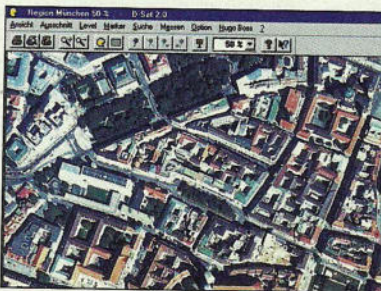 Region München 50 % D-Sat 2.0
Ansicht Ausschnitt Level Marker Suche Messen Option Hugo Boss ?
50 %